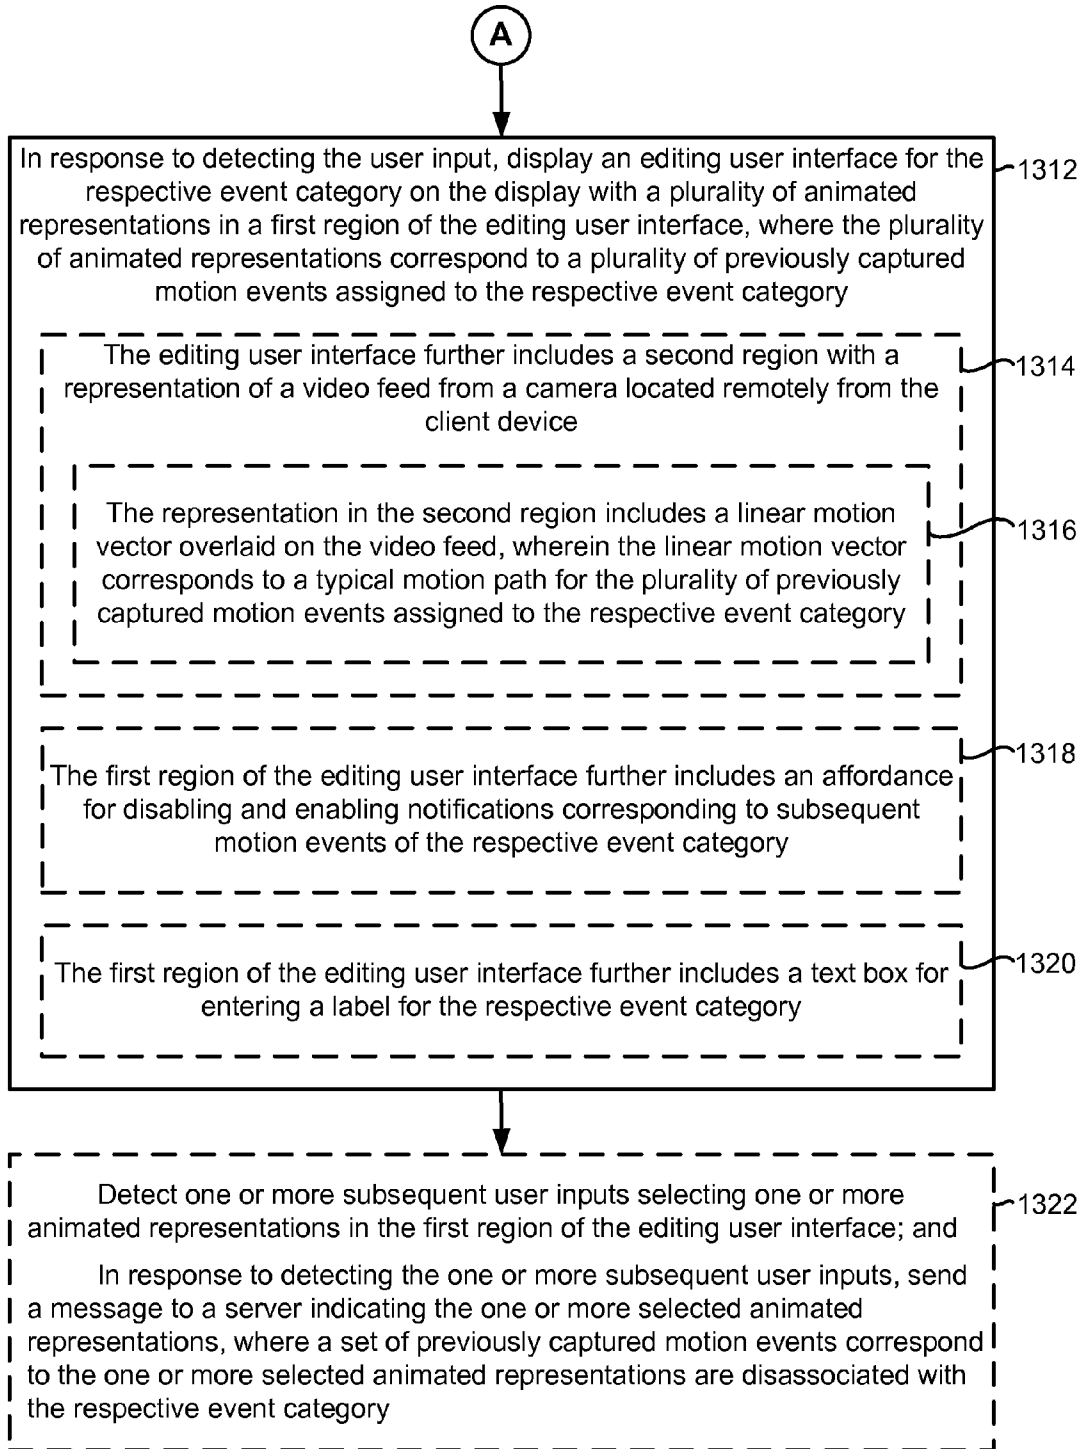 A
In response to detecting the user input, display an editing user interface for the
respective event category on the display with a plurality of animated
representations in a first region of the editing user interface, where the plurality
of animated representations correspond to a plurality of previously captured
motion events assigned to the respective event category
1312
The editing user interface further includes a second region with a
representation of a video feed from a camera located remotely from the
client device
1314
The representation in the second region includes a linear motion
vector overlaid on the video feed, wherein the linear motion vector
corresponds to a typical motion path for the plurality of previously
captured motion events assigned to the respective event category
1316
The first region of the editing user interface further includes an affordance
for disabling and enabling notifications corresponding to subsequent
motion events of the respective event category
1318
The first region of the editing user interface further includes a text box for
entering a label for the respective event category
1320
Detect one or more subsequent user inputs selecting one or more
animated representations in the first region of the editing user interface; and
In response to detecting the one or more subsequent user inputs, send
a message to a server indicating the one or more selected animated
representations, where a set of previously captured motion events correspond
to the one or more selected animated representations are disassociated with
the respective event category
1322